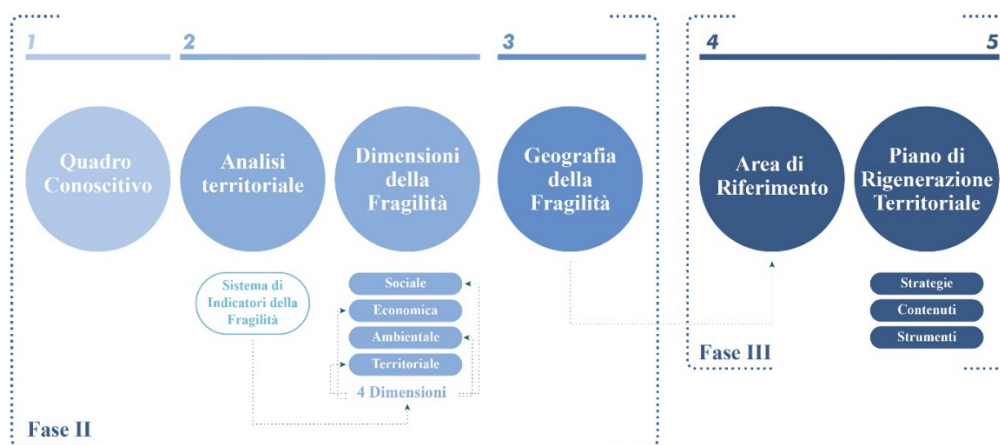 1
2
3
4
5
Quadro
Conoscitivo
Analisi
territoriale
Dimensioni
della
Fragilità
Geografia
della
Fragilità
Area di
Riferimento
Piano di
Rigenerazione
Territoriale
Sistema di
Indicatori della
Fragilità
Sociale
Economica
Ambientale
Territoriale
4 Dimensioni
Strategie
Contenuti
Strumenti
Fase II
Fase III